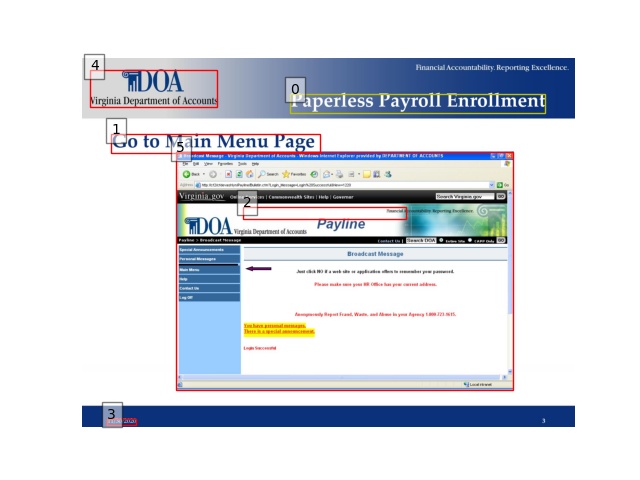 4
Financial Accountability. Reporting Excellence.
DOA
Virginia Department of Accounts
0
Paperless Payroll Enrollment
1
Go to Main Menu Page
5
Broadcast Message - Virginia Department of Accounts - Windows Internet Explorer provided by DEPARTMENT OF ACCOUNTS
File Edit View Favorites Tools Help
Back Search Favorites
Go
Virginia.gov Services | Commonwealth Sites | Help | Governor Search Virginia.gov GO
2
Financial Accountability. Reporting Excellence.
DOA Virginia Department of Accounts
Payline
Payline : Broadcast Message Contact Us | Search DOA Entire Site CAPP Only GO
Special Announcements
Personal Messages
Main Menu
Help
Contact Us
Log Off
Broadcast Message
Just click NO if a web site or application offers to remember your password.
Please make sure your HR Office has your current address.
Anonymously Report Fraud, Waste, and Abuse in your Agency 1-800-723-1615.
You have personal messages.
There is a special announcement.
Login Successful
Local intranet
3
3